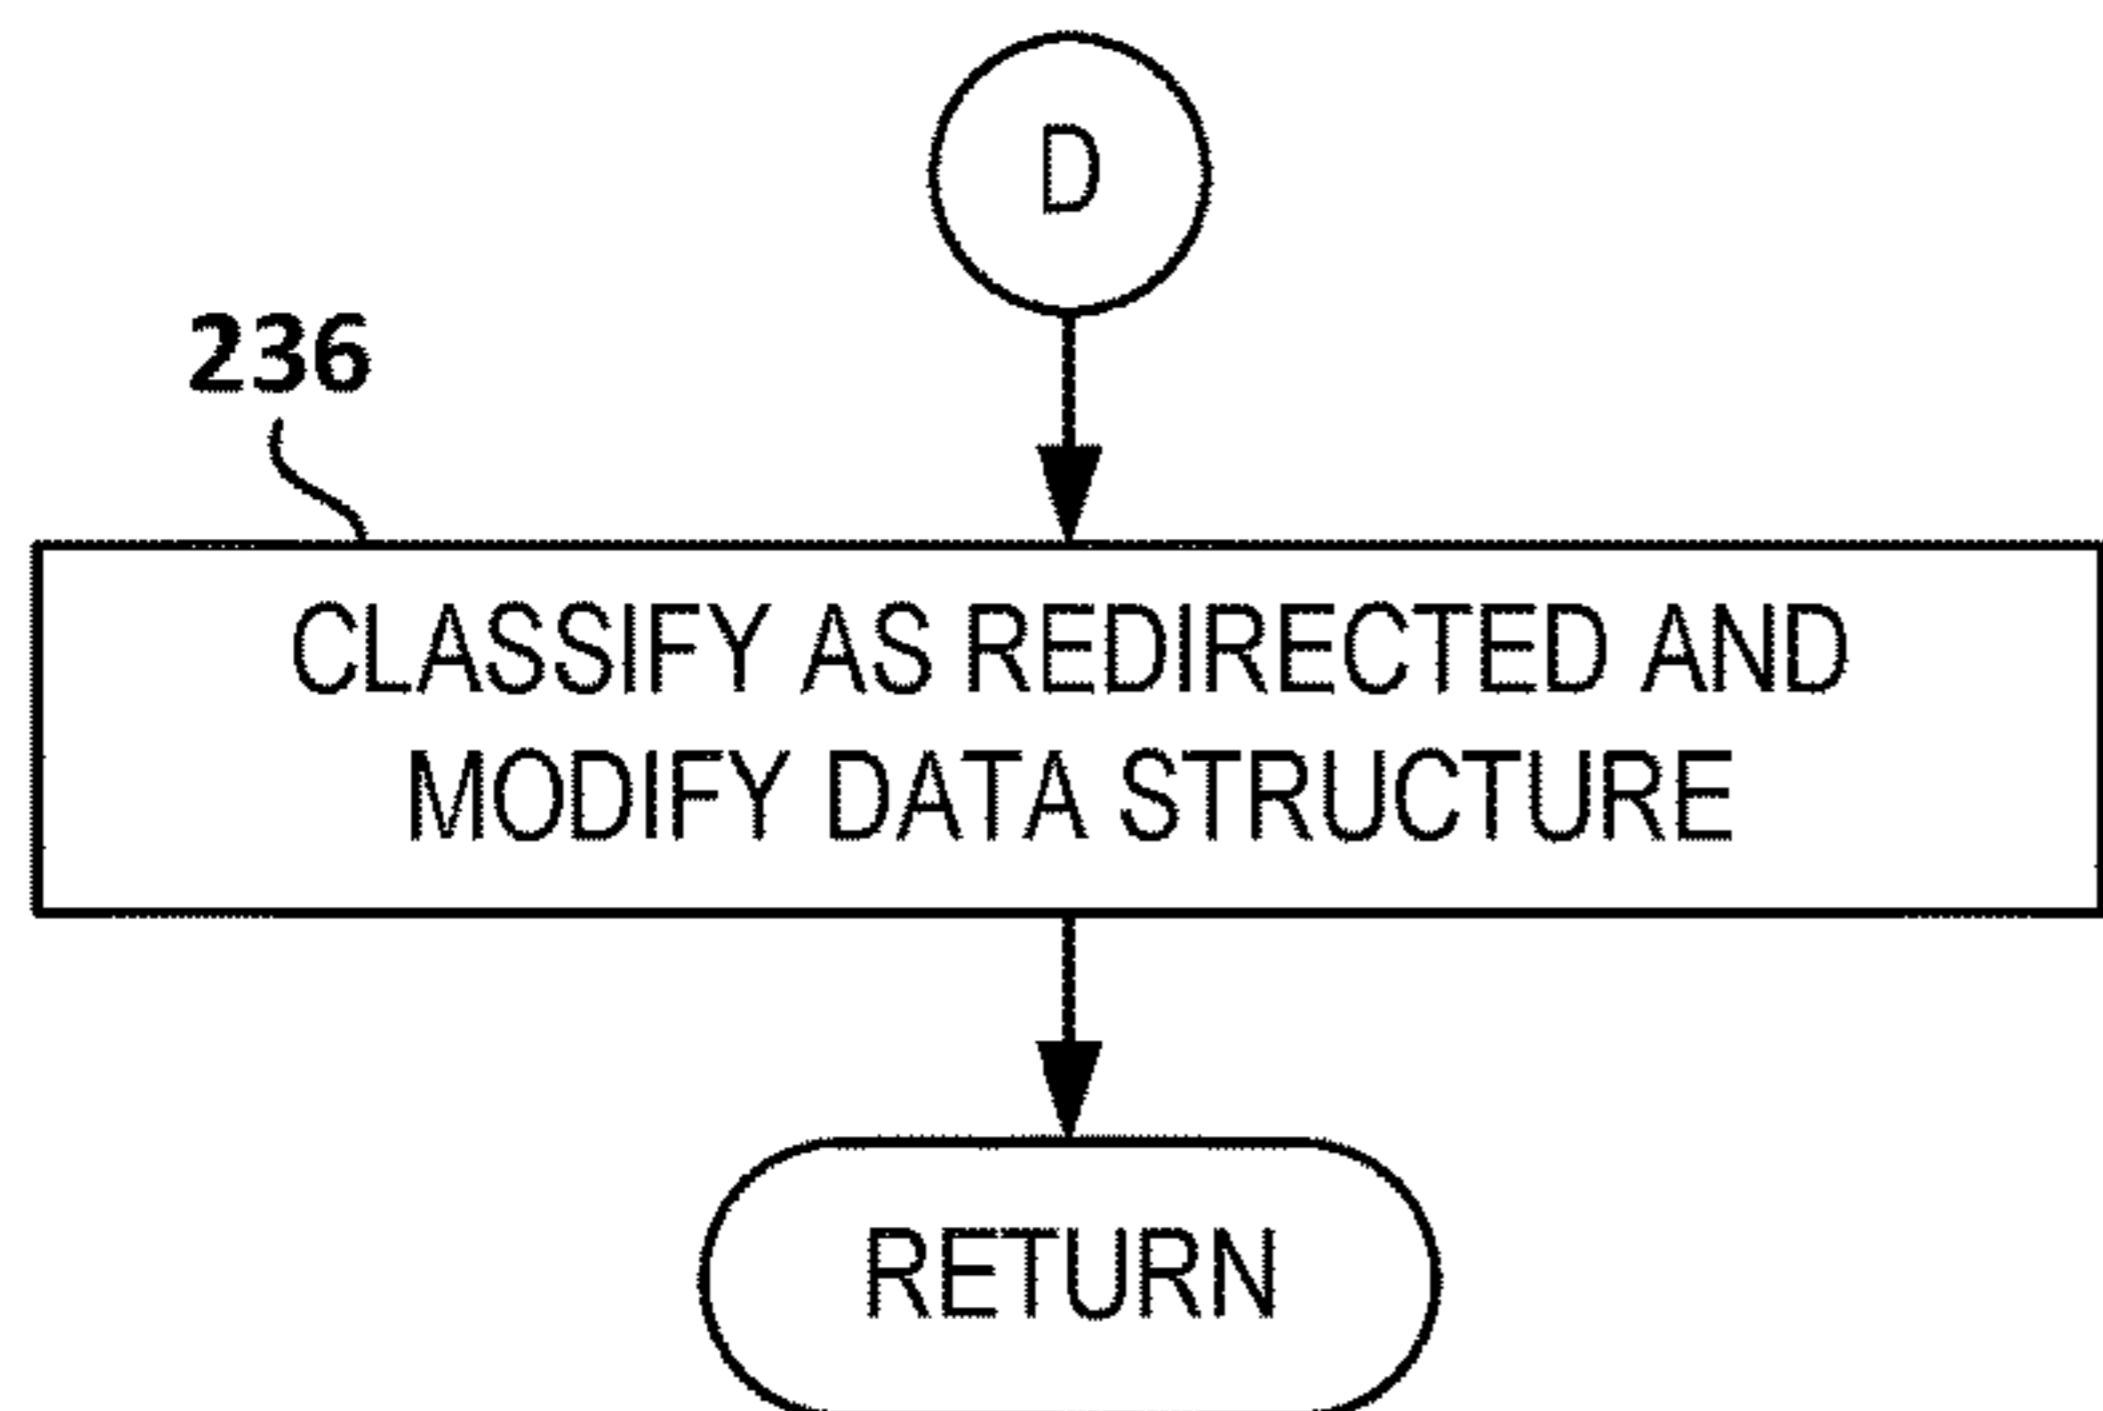 D
236
CLASSIFY AS REDIRECTED AND
MODIFY DATA STRUCTURE
RETURN